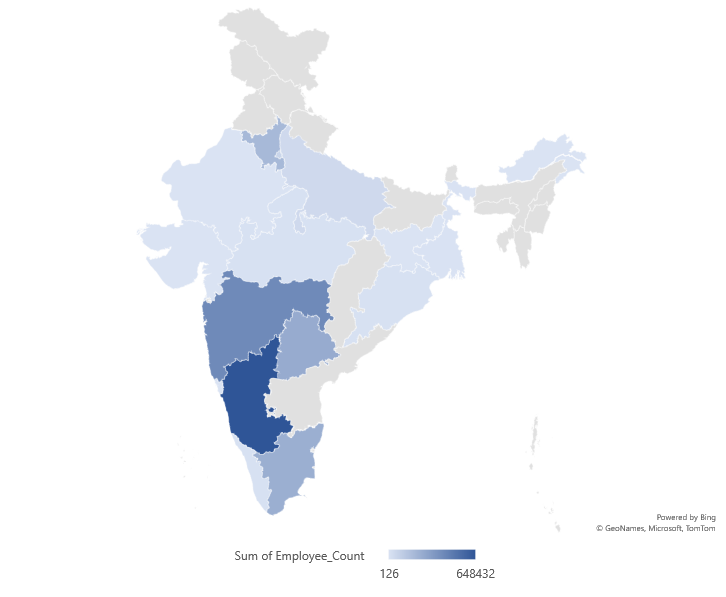 Powered by Bing
© GeoNames, Microsoft, TomTom
Sum of Employee_Count
126 648432